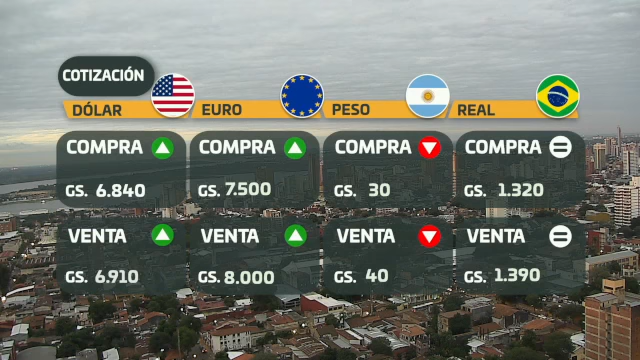 COTIZACIÓN
DÓLAR EURO PESO REAL
COMPRA COMPRA COMPRA COMPRA
GS. 6.840 GS. 7.500 GS. 30 GS. 1.320
VENTA VENTA VENTA VENTA
GS. 6.910 GS. 8.000 GS. 40 GS. 1.390